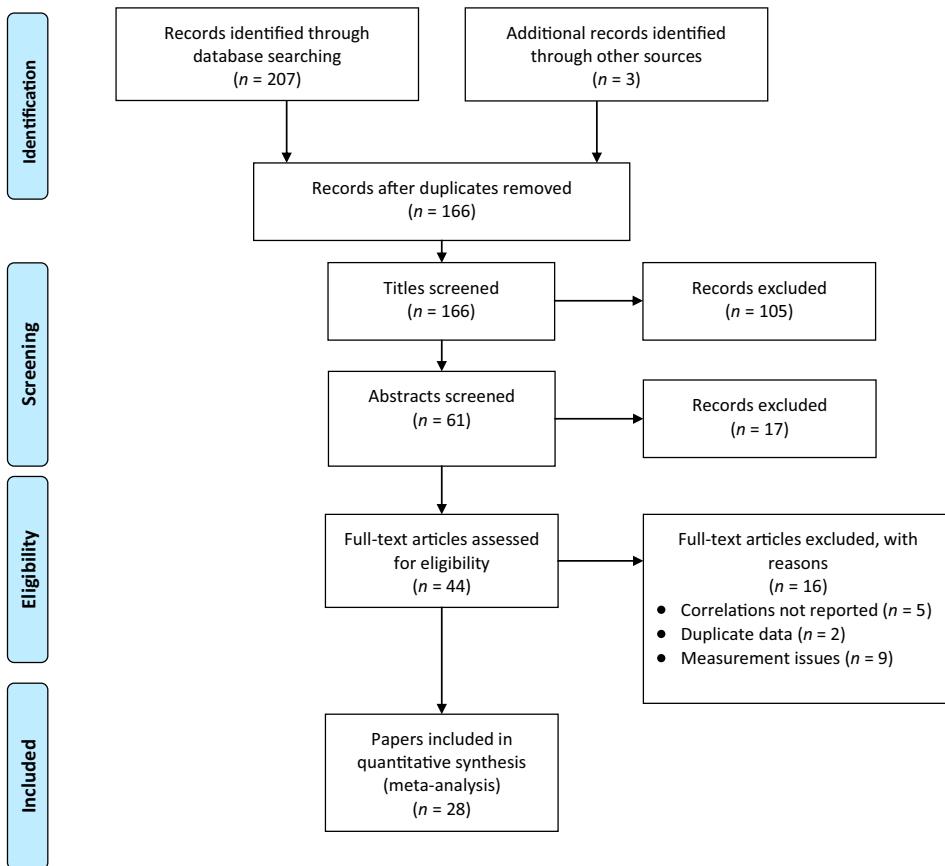 Identification
Records identified through
database searching
(n = 207)
Additional records identified
through other sources
(n = 3)
Records after duplicates removed
(n = 166)
Screening
Titles screened
(n = 166)
Records excluded
(n = 105)
Abstracts screened
(n = 61)
Records excluded
(n = 17)
Eligibility
Full-text articles assessed
for eligibility
(n = 44)
Full-text articles excluded, with
reasons
(n = 16)
● Correlations not reported (n = 5)
● Duplicate data (n = 2)
● Measurement issues (n = 9)
Included
Papers included in
quantitative synthesis
(meta-analysis)
(n = 28)